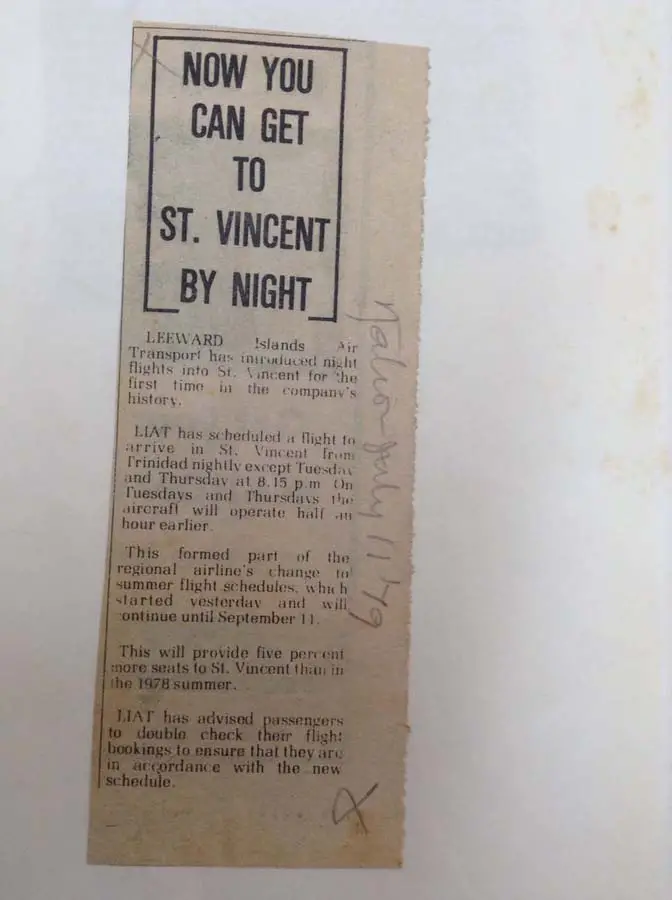 NOW YOU
CAN GET
TO
ST. VINCENT
BY NIGHT
LEEWARD Islands Air
Transport has introduced night
flights into St. Vincent for the
first time in the company's
history.
LIAT has scheduled a flight to
arrive in St. Vincent from
Trinidad nightly except Tuesday
and Thursday at 8.15 p.m On
Tuesdays and Thursdays the
aircraft will operate half an
hour earlier.
This formed part of the
regional airline's change to
summer flight schedules, which
started yesterday and will
continue until September 11.
This will provide five percent
more seats to St. Vincent than in
the 1978 summer.
LIAT has advised passengers
to double check their flight
bookings to ensure that they are
in accordance with the new
schedule.
Nation July 11 '79